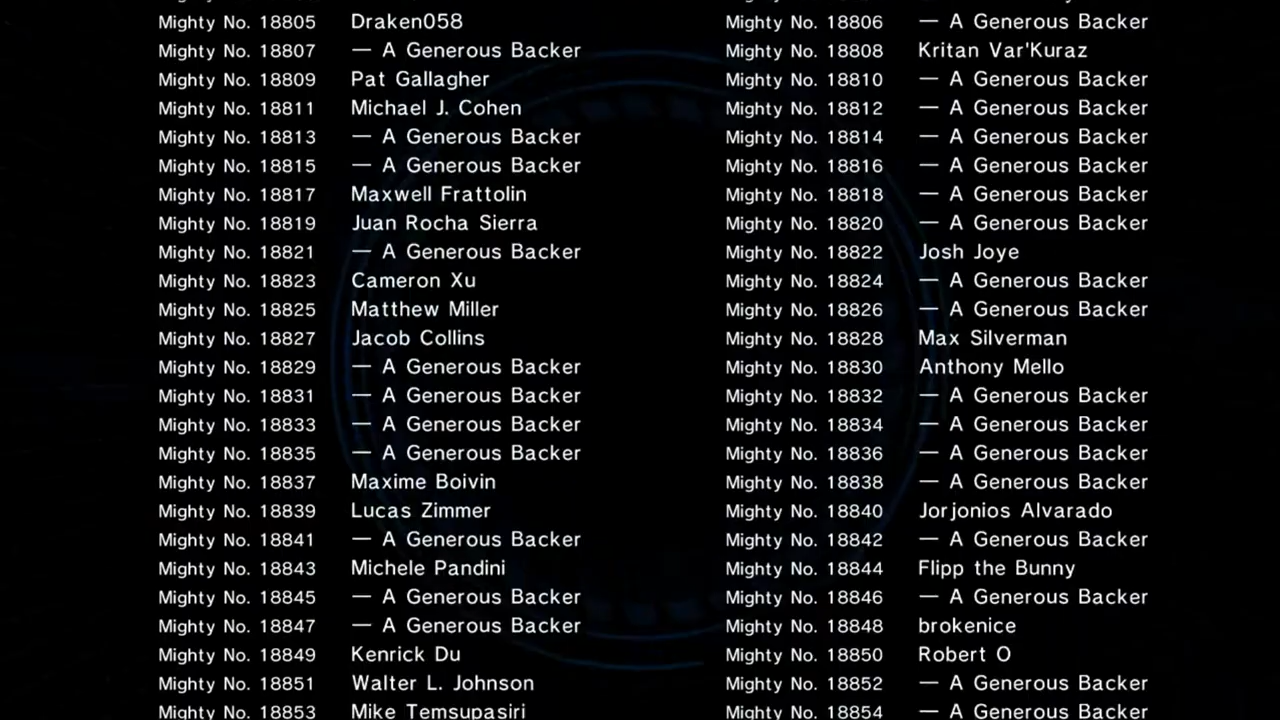 Mighty No. 18805 Draken058 Mighty No. 18806 — A Generous Backer
Mighty No. 18807 — A Generous Backer Mighty No. 18808 Kritan Var'Kuraz
Mighty No. 18809 Pat Gallagher Mighty No. 18810 — A Generous Backer
Mighty No. 18811 Michael J. Cohen Mighty No. 18812 — A Generous Backer
Mighty No. 18813 — A Generous Backer Mighty No. 18814 — A Generous Backer
Mighty No. 18815 — A Generous Backer Mighty No. 18816 — A Generous Backer
Mighty No. 18817 Maxwell Frattolin Mighty No. 18818 — A Generous Backer
Mighty No. 18819 Juan Rocha Sierra Mighty No. 18820 — A Generous Backer
Mighty No. 18821 — A Generous Backer Mighty No. 18822 Josh Joye
Mighty No. 18823 Cameron Xu Mighty No. 18824 — A Generous Backer
Mighty No. 18825 Matthew Miller Mighty No. 18826 — A Generous Backer
Mighty No. 18827 Jacob Collins Mighty No. 18828 Max Silverman
Mighty No. 18829 — A Generous Backer Mighty No. 18830 Anthony Mello
Mighty No. 18831 — A Generous Backer Mighty No. 18832 — A Generous Backer
Mighty No. 18833 — A Generous Backer Mighty No. 18834 — A Generous Backer
Mighty No. 18835 — A Generous Backer Mighty No. 18836 — A Generous Backer
Mighty No. 18837 Maxime Boivin Mighty No. 18838 — A Generous Backer
Mighty No. 18839 Lucas Zimmer Mighty No. 18840 Jorjonios Alvarado
Mighty No. 18841 — A Generous Backer Mighty No. 18842 — A Generous Backer
Mighty No. 18843 Michele Pandini Mighty No. 18844 Flipp the Bunny
Mighty No. 18845 — A Generous Backer Mighty No. 18846 — A Generous Backer
Mighty No. 18847 — A Generous Backer Mighty No. 18848 brokenice
Mighty No. 18849 Kenrick Du Mighty No. 18850 Robert O
Mighty No. 18851 Walter L. Johnson Mighty No. 18852 — A Generous Backer
Mighty No. 18853 Mike Temsupasiri Mighty No. 18854 — A Generous Backer